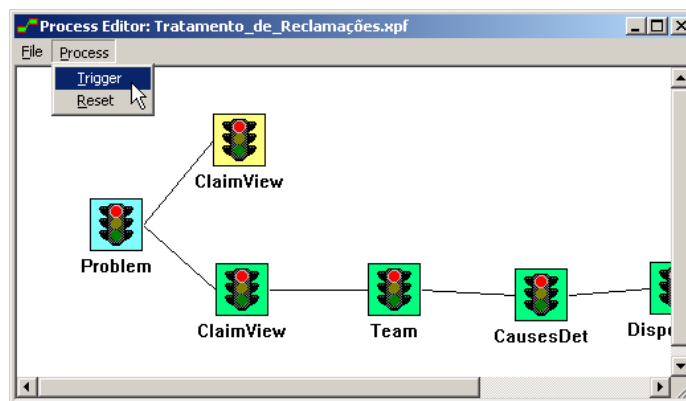 Process Editor: Tratamento_de_Reclamações.xpf
File Process
Trigger
Reset
ClaimView
Problem
ClaimView
Team
CausesDet